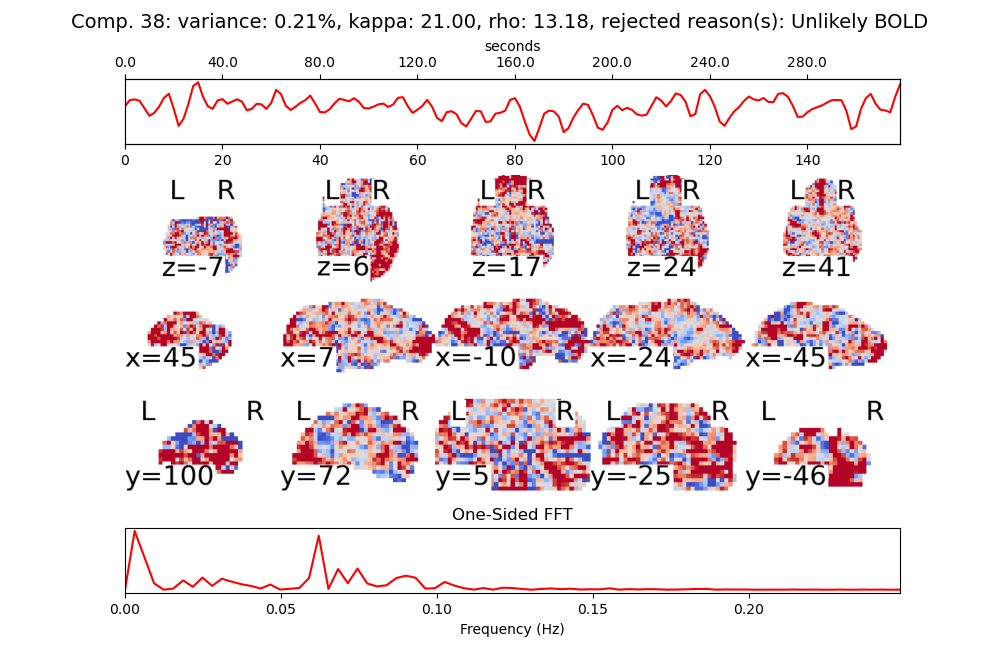 Comp. 38: variance: 0.21%, kappa: 21.00, rho: 13.18, rejected reason(s): Unlikely BOLD
seconds
0.0 40.0 80.0 120.0 160.0 200.0 240.0 280.0
0 20 40 60 80 100 120 140
L R L R L R L R L R
z=-7 z=6 z=17 z=24 z=41
x=45 x=7 x=-10 x=-24 x=-45
L R L R L R L R L R
y=100 y=72 y=5 y=-25 y=-46
One-Sided FFT
0.00 0.05 0.10 0.15 0.20
Frequency (Hz)